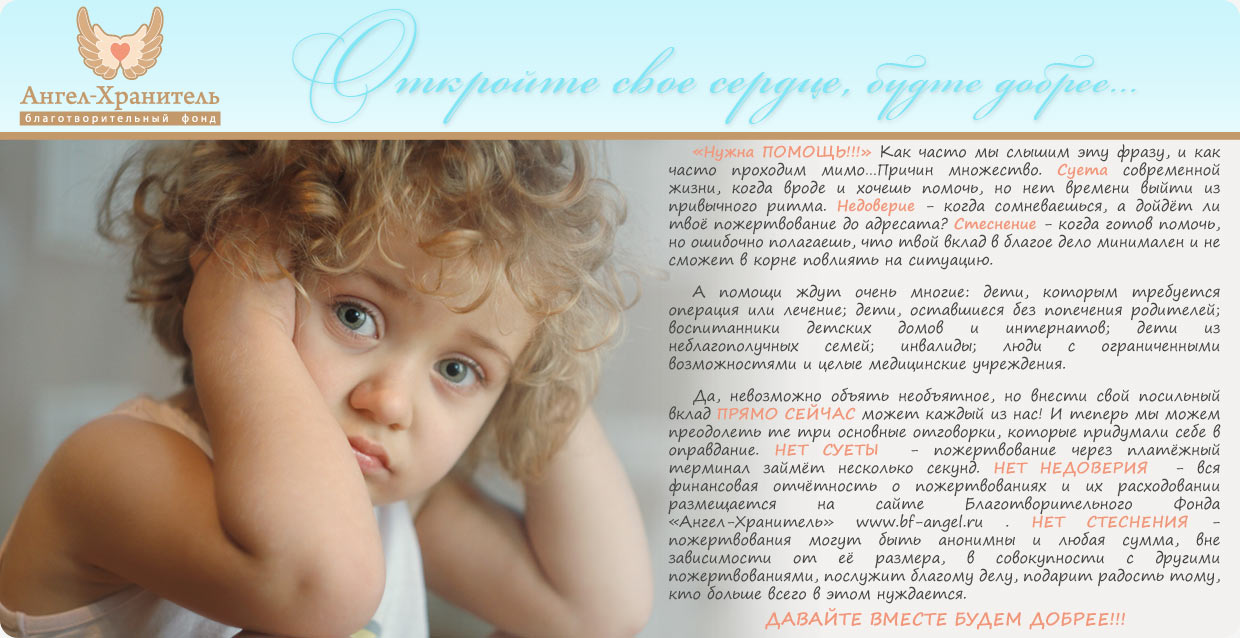 Ангел-Хранитель
благотворительный фонд
Откройте свое сердце, будте добрее...
«Нужна ПОМОЩЬ!!!» Как часто мы слышим эту фразу, и как
часто проходим мимо...Причин множество. Суета современной
жизни, когда вроде и хочешь помочь, но нет времени выйти из
привычного ритма. Недоверие - когда сомневаешься, а дойдёт ли
твоё пожертвование до адресата? Стеснение - когда готов помочь,
но ошибочно полагаешь, что твой вклад в благое дело минимален и не
сможет в корне повлиять на ситуацию.
А помощи ждут очень многие: дети, которым требуется
операция или лечение; дети, оставшиеся без попечения родителей;
воспитанники детских домов и интернатов; дети из
неблагополучных семей; инвалиды; люди с ограниченными
возможностями и целые медицинские учреждения.
Да, невозможно объять необъятное, но внести свой посильный
вклад ПРЯМО СЕЙЧАС может каждый из нас! И теперь мы можем
преодолеть те три основные отговорки, которые придумали себе в
оправдание. НЕТ СУЕТЫ - пожертвование через платёжный
терминал займёт несколько секунд. НЕТ НЕДОВЕРИЯ - вся
финансовая отчётность о пожертвованиях и их расходовании
размещается на сайте Благотворительного Фонда
«Ангел-Хранитель» www.bf-angel.ru . НЕТ СТЕСНЕНИЯ -
пожертвования могут быть анонимны и любая сумма, вне
зависимости от её размера, в совокупности с другими
пожертвованиями, послужит благому делу, подарит радость тому,
кто больше всего в этом нуждается.
ДАВАЙТЕ ВМЕСТЕ БУДЕМ ДОБРЕЕ!!!